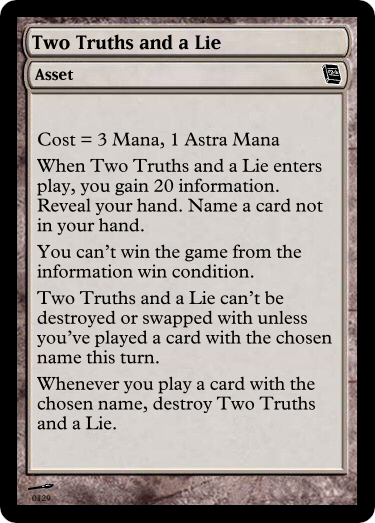 Two Truths and a Lie
Asset
Cost = 3 Mana, 1 Astra Mana
When Two Truths and a Lie enters
play, you gain 20 information.
Reveal your hand. Name a card not
in your hand.
You can't win the game from the
information win condition.
Two Truths and a Lie can't be
destroyed or swapped with unless
you've played a card with the chosen
name this turn.
Whenever you play a card with the
chosen name, destroy Two Truths
and a Lie.
0129